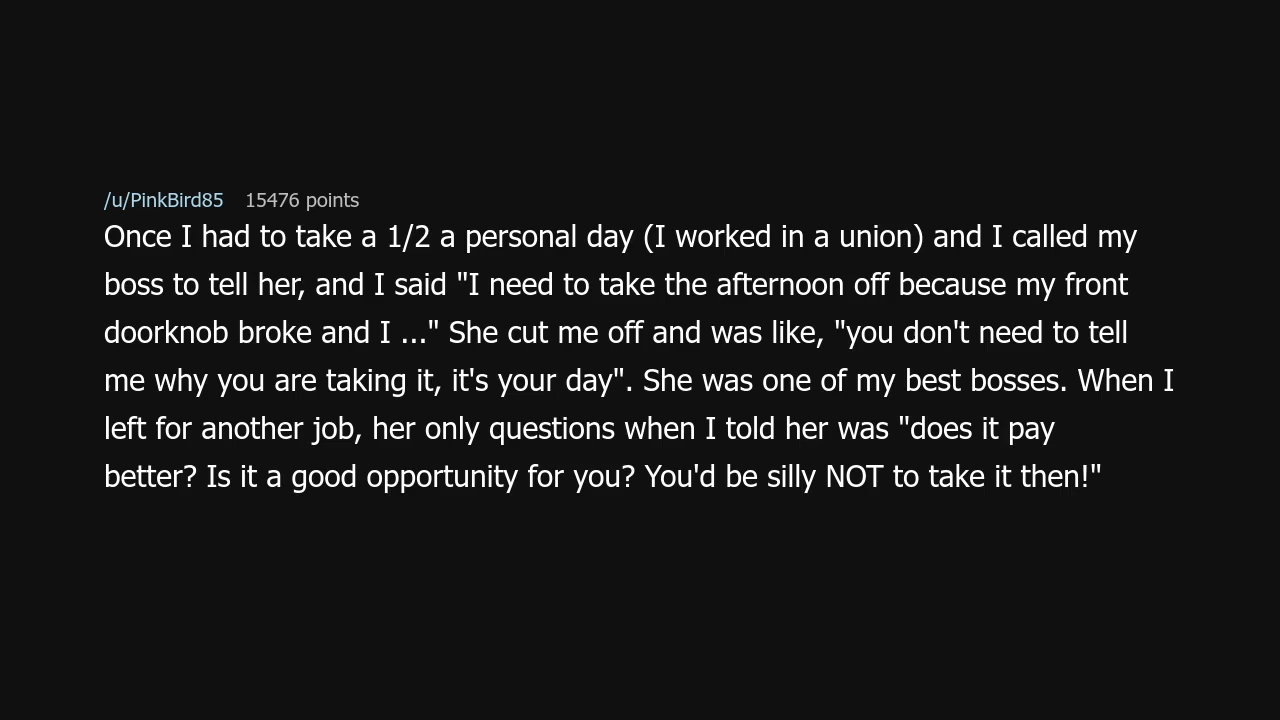 /u/PinkBird85 15476 points
Once I had to take a 1/2 a personal day (I worked in a union) and I called my
boss to tell her, and I said "I need to take the afternoon off because my front
doorknob broke and I ..." She cut me off and was like, "you don't need to tell
me why you are taking it, it's your day". She was one of my best bosses. When I
left for another job, her only questions when I told her was "does it pay
better? Is it a good opportunity for you? You'd be silly NOT to take it then!"